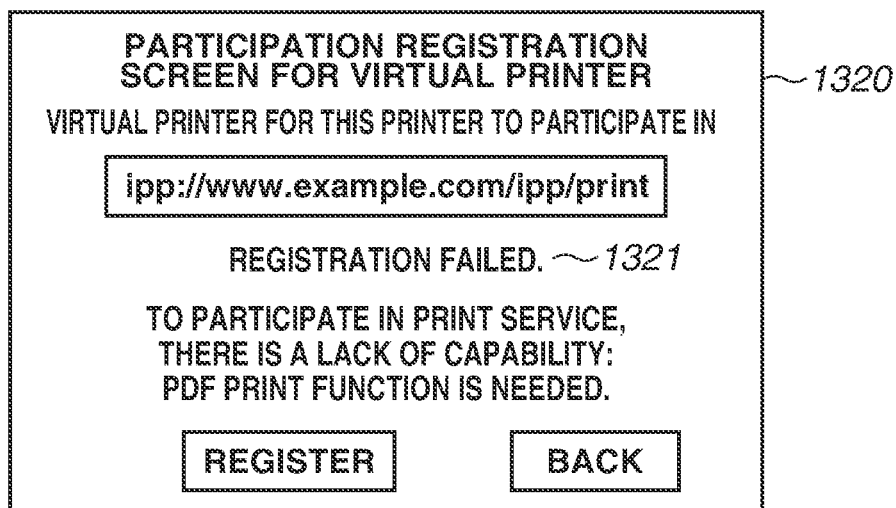 PARTICIPATION REGISTRATION
SCREEN FOR VIRTUAL PRINTER
1320
VIRTUAL PRINTER FOR THIS PRINTER TO PARTICIPATE IN
ipp://www.example.com/ipp/print
REGISTRATION FAILED. 1321
TO PARTICIPATE IN PRINT SERVICE,
THERE IS A LACK OF CAPABILITY:
PDF PRINT FUNCTION IS NEEDED.
REGISTER BACK